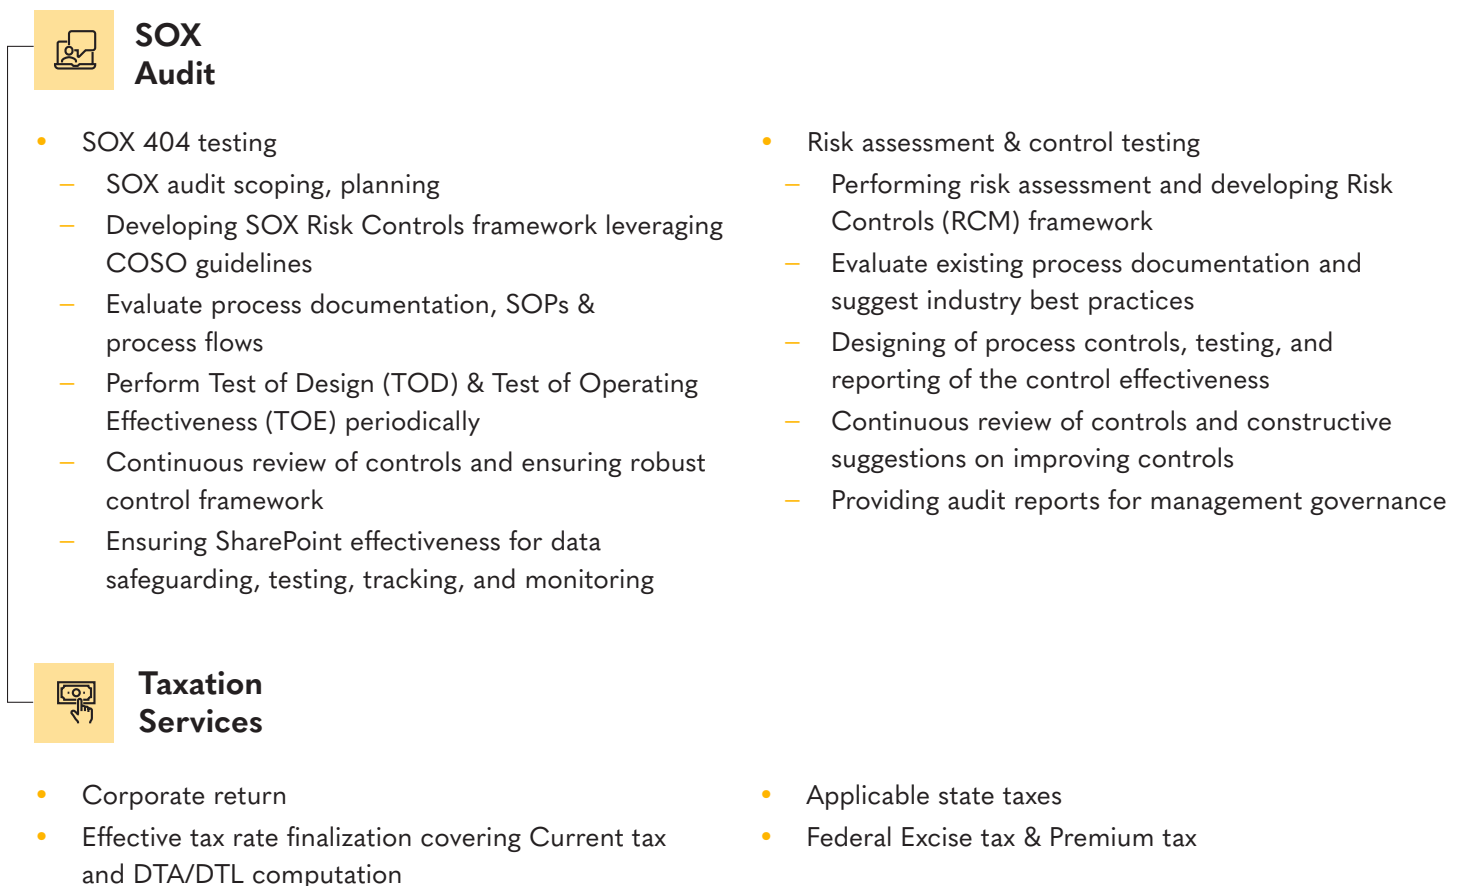 SOX
Audit
• SOX 404 testing
– SOX audit scoping, planning
– Developing SOX Risk Controls framework leveraging
COSO guidelines
– Evaluate process documentation, SOPs &
process flows
– Perform Test of Design (TOD) & Test of Operating
Effectiveness (TOE) periodically
– Continuous review of controls and ensuring robust
control framework
– Ensuring SharePoint effectiveness for data
safeguarding, testing, tracking, and monitoring
• Risk assessment & control testing
– Performing risk assessment and developing Risk
Controls (RCM) framework
– Evaluate existing process documentation and
suggest industry best practices
– Designing of process controls, testing, and
reporting of the control effectiveness
– Continuous review of controls and constructive
suggestions on improving controls
– Providing audit reports for management governance
Taxation
Services
• Corporate return
• Effective tax rate finalization covering Current tax
and DTA/DTL computation
• Applicable state taxes
• Federal Excise tax & Premium tax